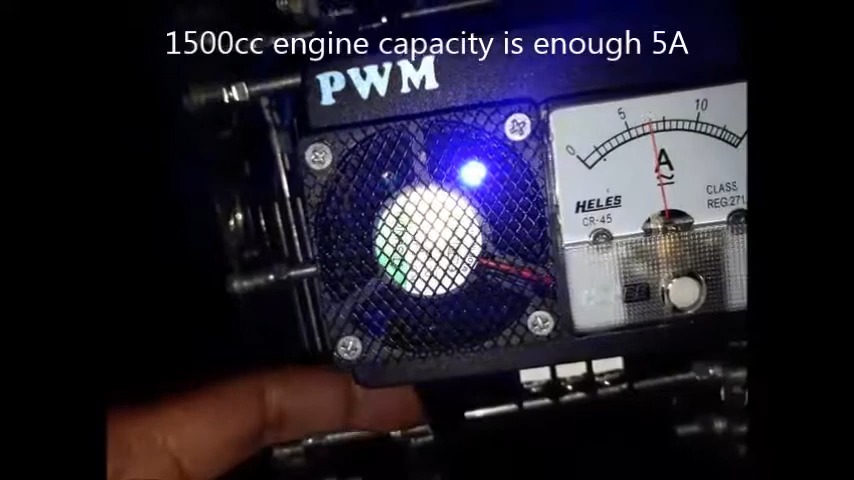 1500cc engine capacity is enough 5A
PWM
0 5 10
A
HELES
CR-45
CLASS
REG.271